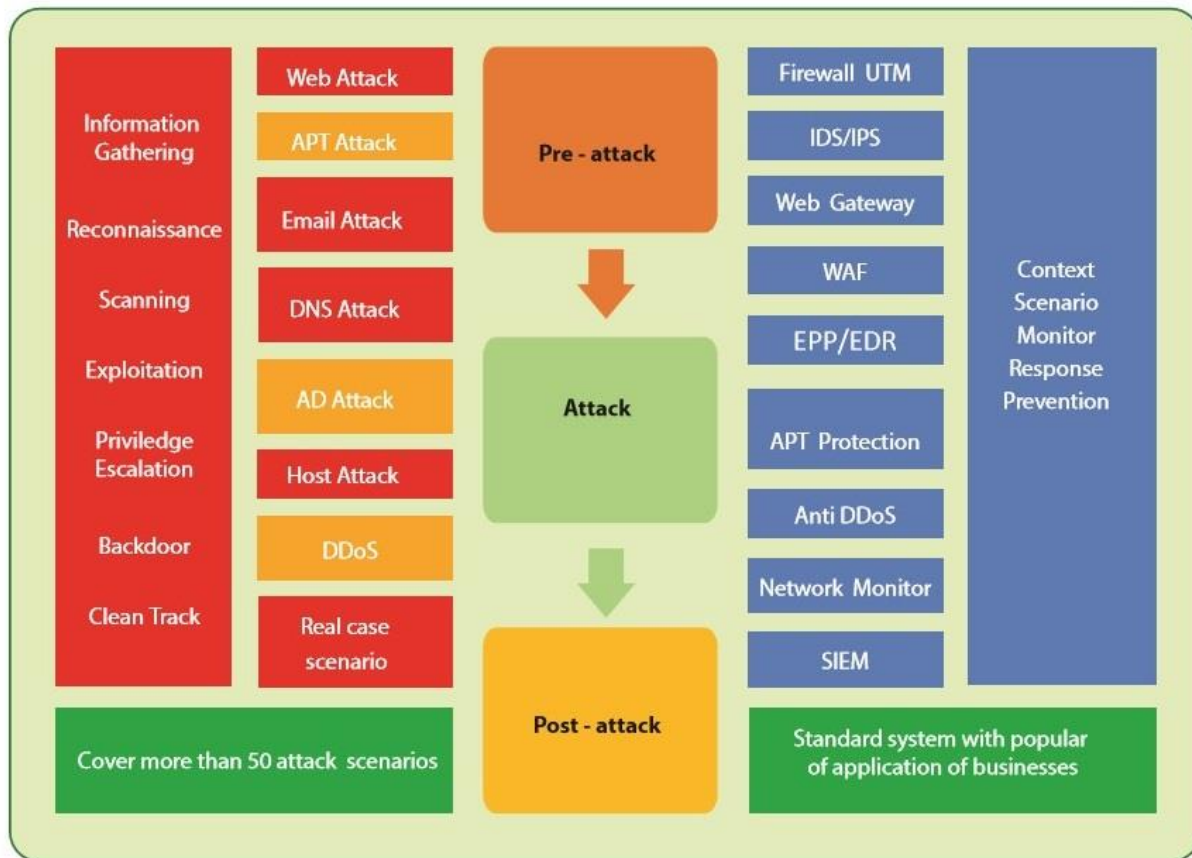 Information
Gathering
Reconnaissance
Scanning
Exploitation
Priviledge
Escalation
Backdoor
Clean Track
Web Attack
APT Attack
Email Attack
DNS Attack
AD Attack
Host Attack
DDoS
Real case
scenario
Cover more than 50 attack scenarios
Pre - attack
Attack
Post - attack
Firewall UTM
IDS/IPS
Web Gateway
WAF
EPP/EDR
APT Protection
Anti DDoS
Network Monitor
SIEM
Context
Scenario
Monitor
Response
Prevention
Standard system with popular
of application of businesses